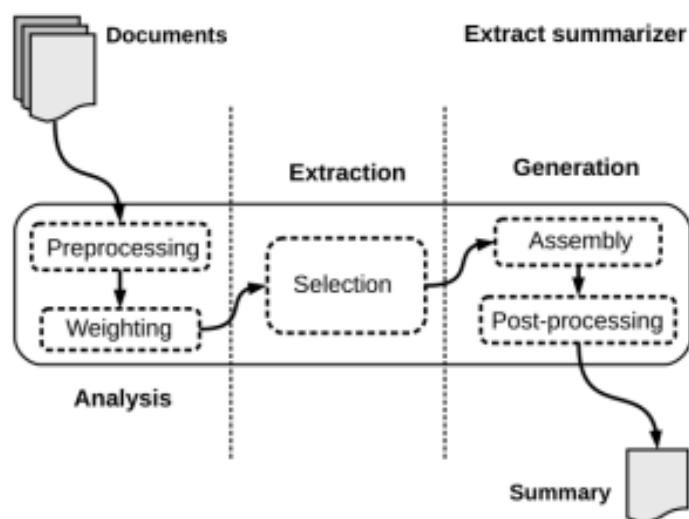 Documents
Extract summarizer
Extraction
Generation
Preprocessing
Weighting
Selection
Assembly
Post-processing
Analysis
Summary